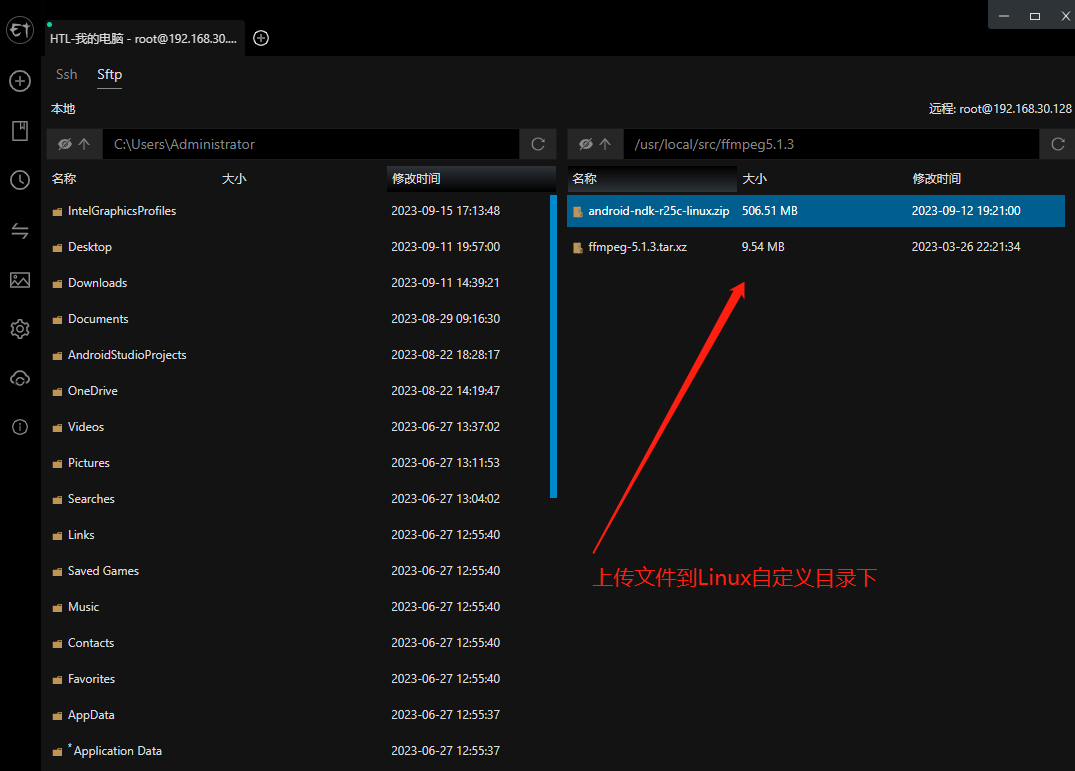 HTL-我的电脑 - root@192.168.30....
Ssh Sftp
本地 远程: root@192.168.30.128
C:\Users\Administrator /usr/local/src/ffmpeg5.1.3
名称 大小 修改时间 名称 大小 修改时间
IntelGraphicsProfiles 2023-09-15 17:13:48 android-ndk-r25c-linux.zip 506.51 MB 2023-09-12 19:21:00
Desktop 2023-09-11 19:57:00 ffmpeg-5.1.3.tar.xz 9.54 MB 2023-03-26 22:21:34
Downloads 2023-09-11 14:39:21
Documents 2023-08-29 09:16:30
AndroidStudioProjects 2023-08-22 18:28:17
OneDrive 2023-08-22 14:19:47
Videos 2023-06-27 13:37:02
Pictures 2023-06-27 13:11:53
Searches 2023-06-27 13:04:02
Links 2023-06-27 12:55:40
Saved Games 2023-06-27 12:55:40
上传文件到Linux自定义目录下
Music 2023-06-27 12:55:40
Contacts 2023-06-27 12:55:40
Favorites 2023-06-27 12:55:40
AppData 2023-06-27 12:55:37
*Application Data 2023-06-27 12:55:37